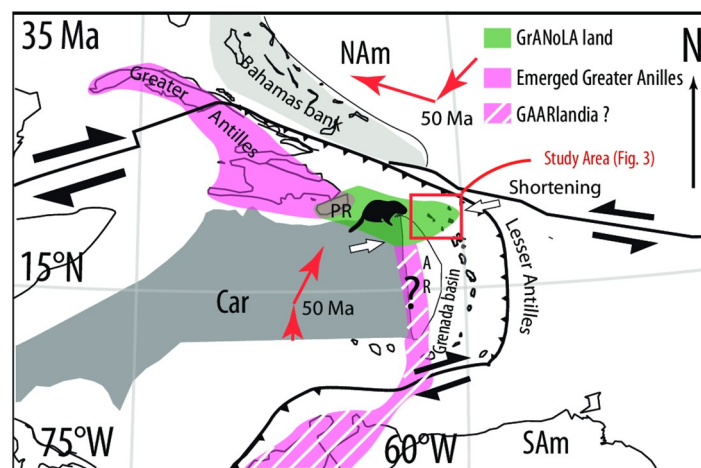 35 Ma
NAm
GrANoLA land
Emerged Greater Anilles
GAARlandia ?
N
50 Ma
Bahamas bank
?
Greater
Antilles
Study Area (Fig. 3)
Shortening
PR
15°N
Car
50 Ma
A
R
?
Grenada basin
Lesser Antilles
75°W
60°W
SAm